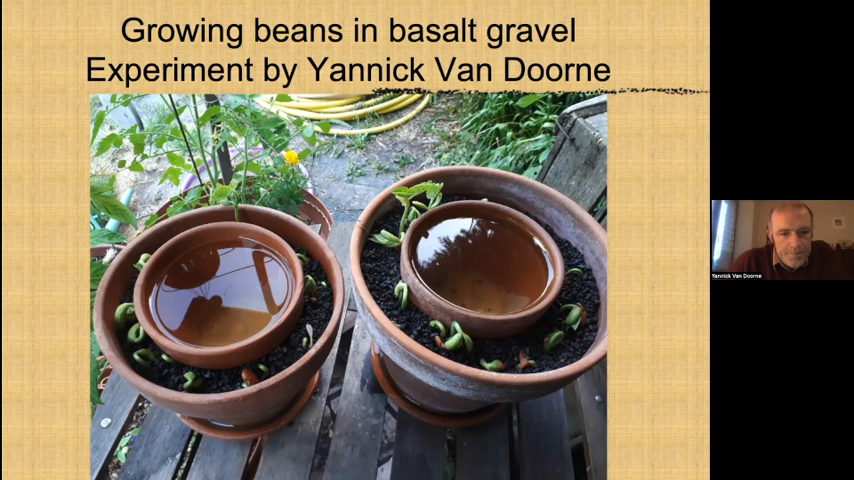 Growing beans in basalt gravel
Experiment by Yannick Van Doorne
Yannick Van Doorne